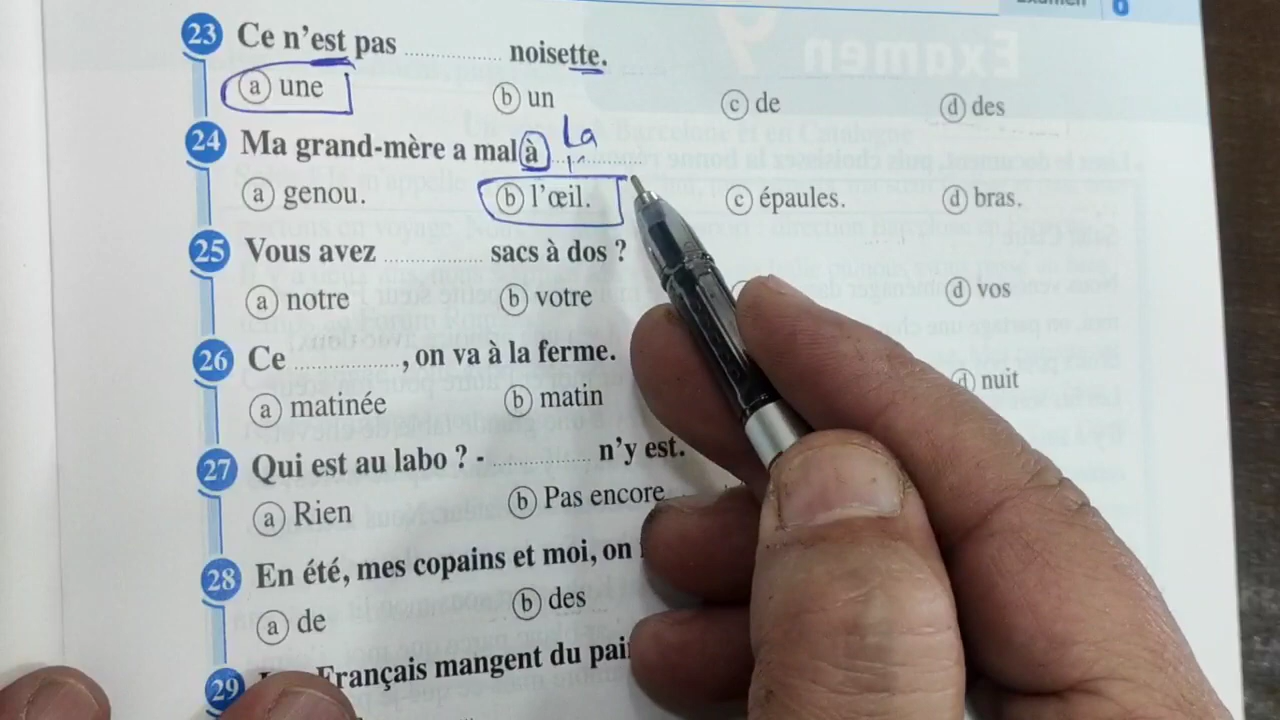 Examen 6
23 Ce n'est pas .............. noisette.
a une b un c de d des
La
l'
24 Ma grand-mère a mal à ..............
a genou. b l'œil. c épaules. d bras.
25 Vous avez .............. sacs à dos ?
a notre b votre d vos
26 Ce .............. , on va à la ferme.
a matinée b matin d nuit
27 Qui est au labo ? - .............. n'y est.
a Rien b Pas encore
28 En été, mes copains et moi, on
a de b des
29 Français mangent du pai